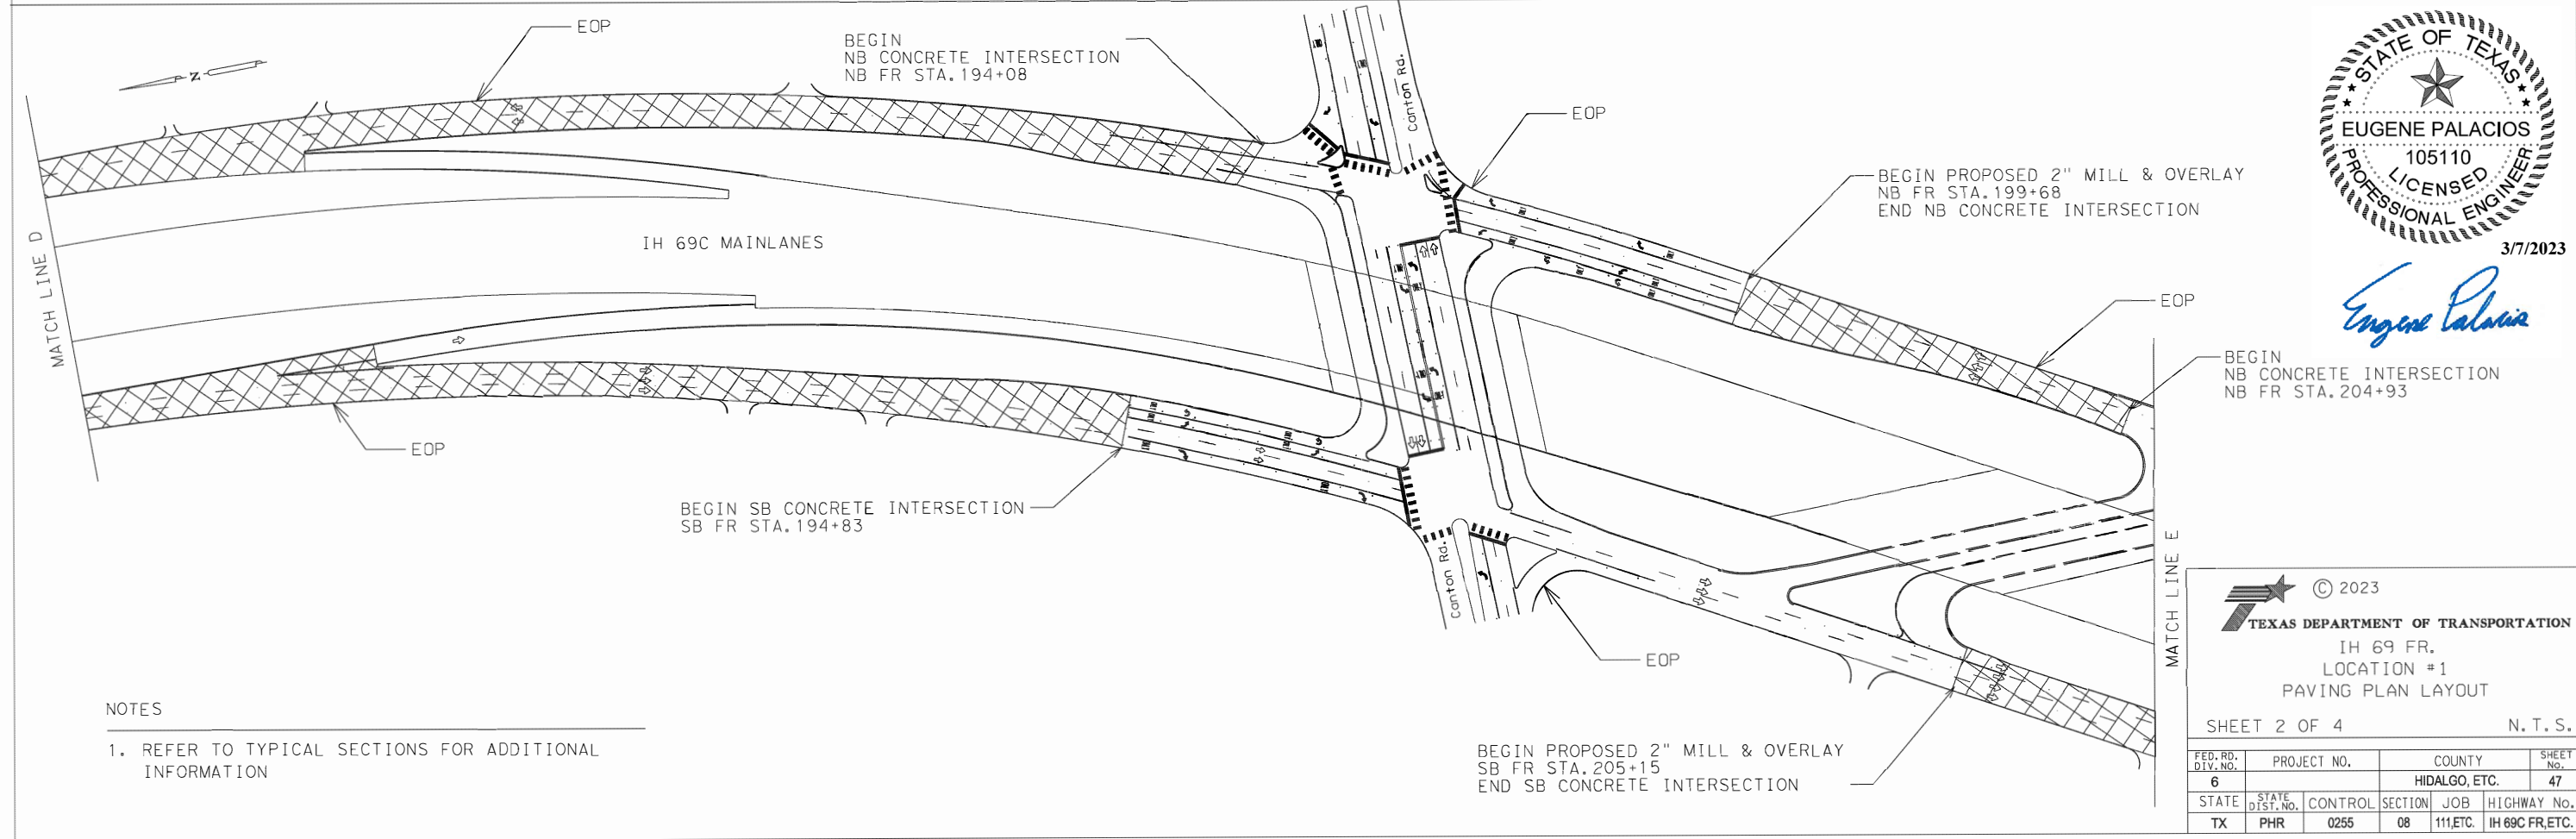 EOP
BEGIN
NB CONCRETE INTERSECTION
NB FR STA.194+08
N
Canton Rd.
EOP
BEGIN PROPOSED 2" MILL & OVERLAY
NB FR STA.199+68
END NB CONCRETE INTERSECTION
STATE OF TEXAS
EUGENE PALACIOS
105110
LICENSED
PROFESSIONAL ENGINEER
3/7/2023
Eugene Palacios
MATCH LINE D
IH 69C MAINLANES
EOP
BEGIN
NB CONCRETE INTERSECTION
NB FR STA.204+93
EOP
BEGIN SB CONCRETE INTERSECTION
SB FR STA.194+83
Canton Rd.
EOP
MATCH LINE E
NOTES
1. REFER TO TYPICAL SECTIONS FOR ADDITIONAL
INFORMATION
BEGIN PROPOSED 2" MILL & OVERLAY
SB FR STA.205+15
END SB CONCRETE INTERSECTION
© 2023
TEXAS DEPARTMENT OF TRANSPORTATION
IH 69 FR.
LOCATION #1
PAVING PLAN LAYOUT
SHEET 2 OF 4 N.T.S.
FED.RD. DIV.NO. PROJECT NO. COUNTY SHEET No.
6 HIDALGO, ETC. 47
STATE STATE DIST.NO. CONTROL SECTION JOB HIGHWAY No.
TX PHR 0255 08 111,ETC. IH 69C FR,ETC.